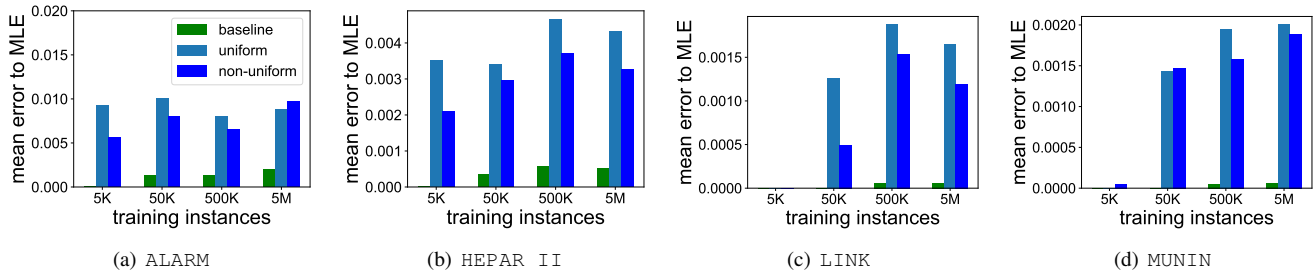 mean error to MLE
0.020
0.015
0.010
0.005
0.000
baseline
uniform
non-uniform
5K 50K 500K 5M
training instances
(a) ALARM
mean error to MLE
0.004
0.003
0.002
0.001
0.000
5K 50K 500K 5M
training instances
(b) HEPAR II
mean error to MLE
0.0015
0.0010
0.0005
0.0000
5K 50K 500K 5M
training instances
(c) LINK
mean error to MLE
0.0020
0.0015
0.0010
0.0005
0.0000
5K 50K 500K 5M
training instances
(d) MUNIN